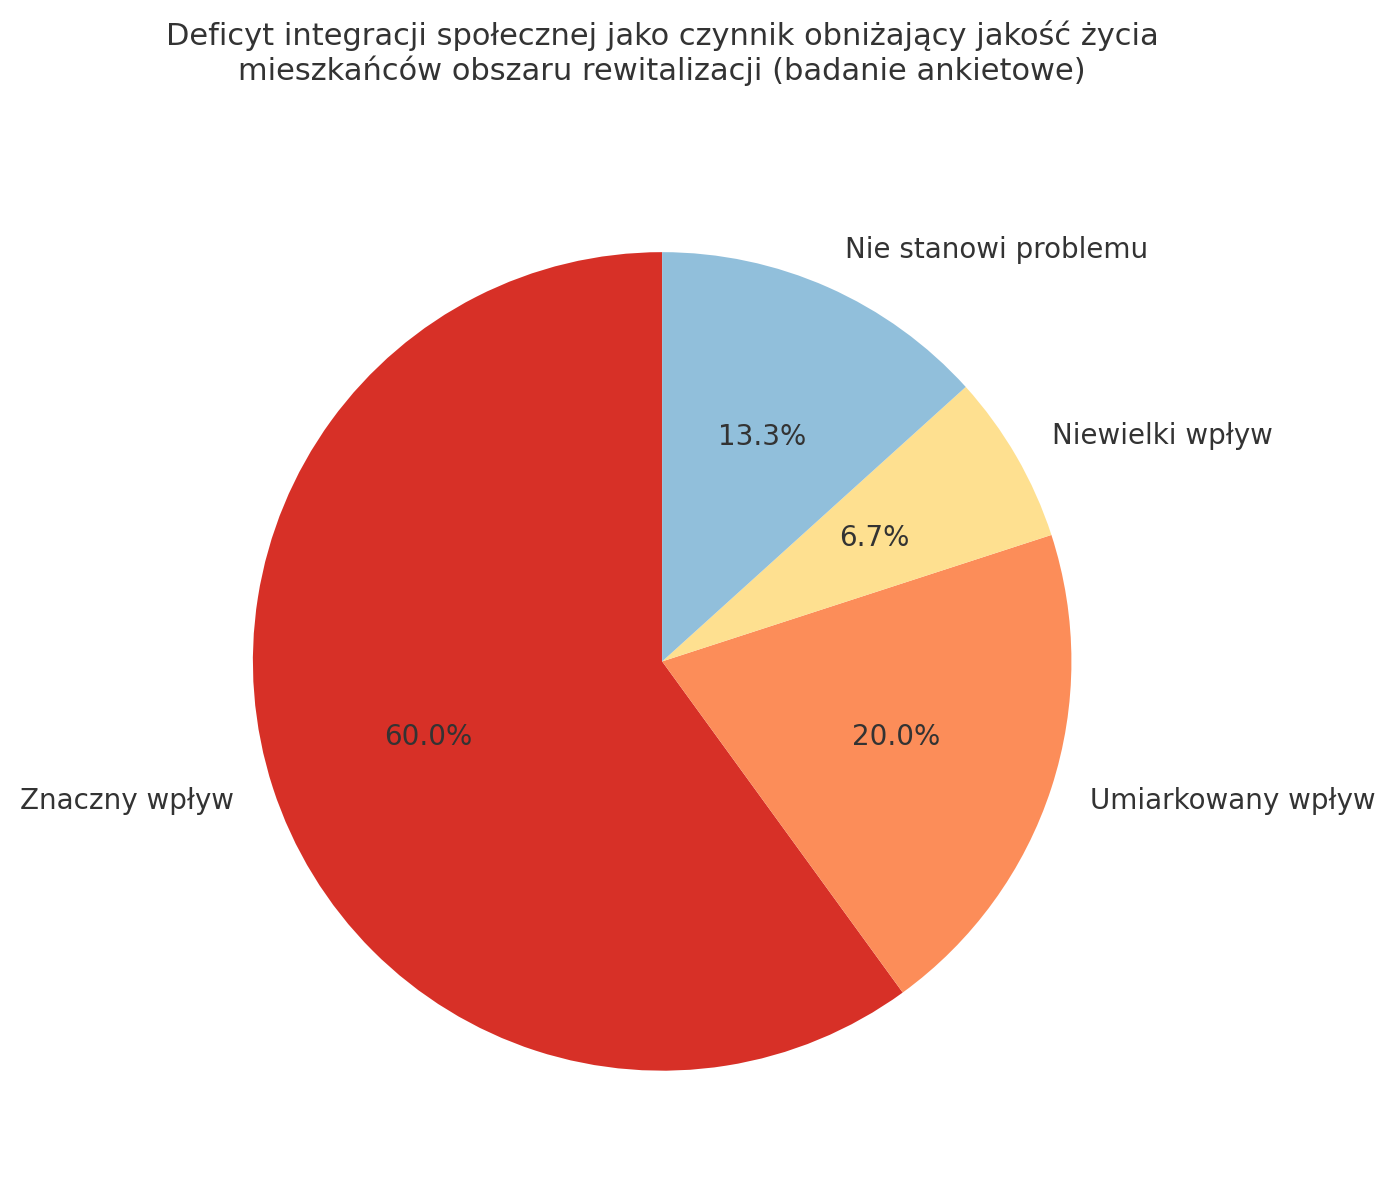 Deficyt integracji społecznej jako czynnik obniżający jakość życia
mieszkańców obszaru rewitalizacji (badanie ankietowe)
Nie stanowi problemu
13.3%
Niewielki wpływ
6.7%
60.0%
20.0%
Znaczny wpływ
Umiarkowany wpływ